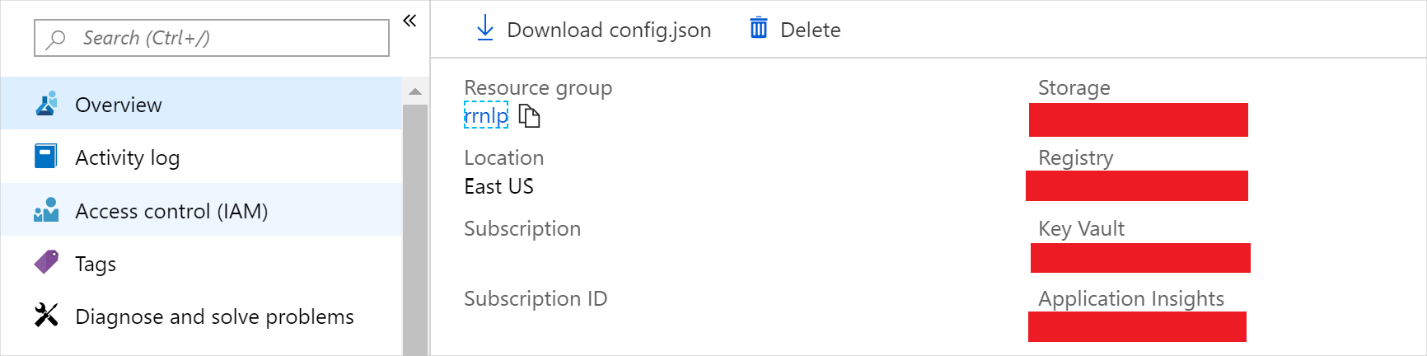 Search (Ctrl+/)
«
Overview
Activity log
Access control (IAM)
Tags
Diagnose and solve problems
Download config.json
Delete
Resource group
rrnlp
Location
East US
Subscription
Subscription ID
Storage
Registry
Key Vault
Application Insights